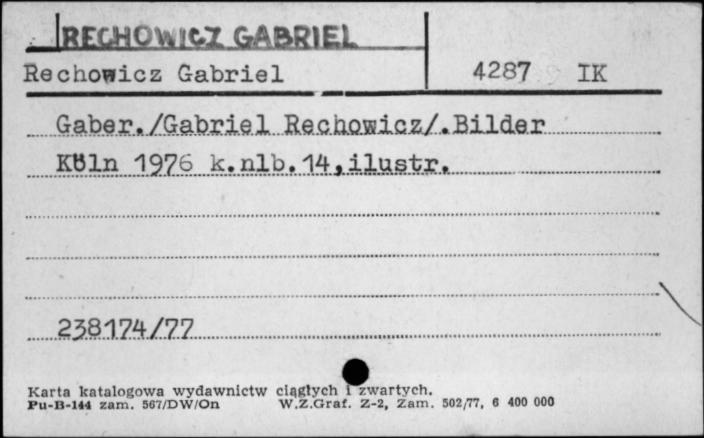 RECHOWICZ GABRIEL
Rechowicz Gabriel 4287 IK
Gaber./Gabriel Rechowicz/.Bilder
Köln 1976 k.nlb.14,ilustr.
238174/77
Karta katalogowa wydawnictw ciągłych i zwartych.
Pu-B-144 zam. 567/DW/On W.Z.Graf. Z-2, Zam. 502/77, 6 400 000